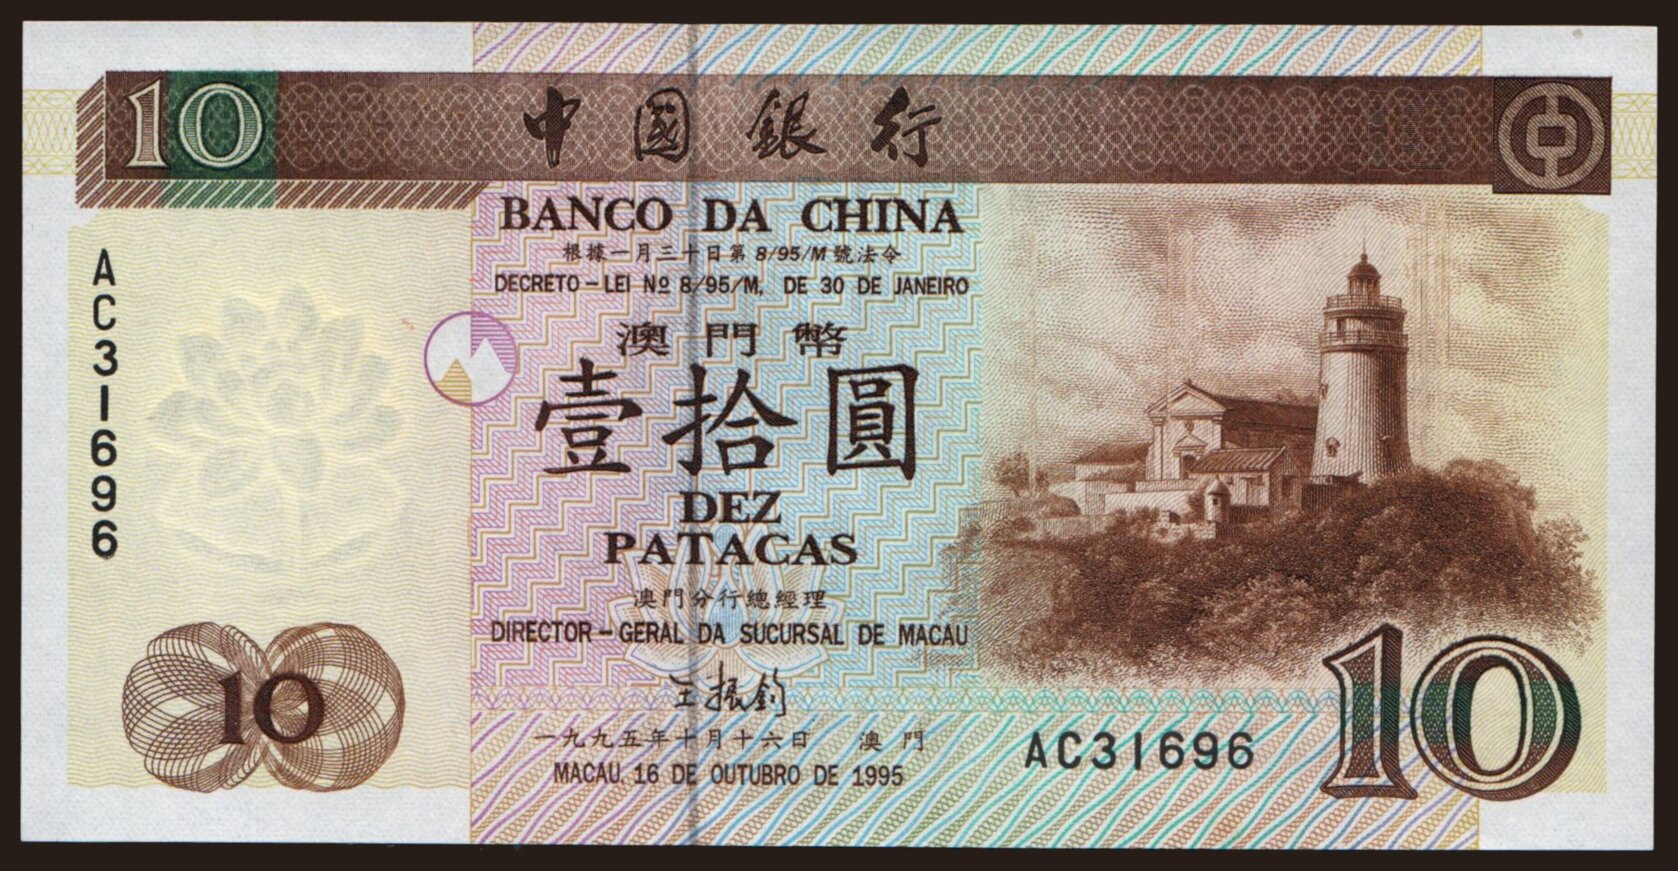 10
中國銀行
BANCO DA CHINA
根據一月三十日第 8/95/M 號法令
DECRETO – LEI Nº 8/95/M, DE 30 DE JANEIRO
AC31696
澳門幣
壹拾圓
DEZ
PATACAS
澳門分行總經理
DIRECTOR – GERAL DA SUCURSAL DE MACAU
王振鈞
10
一九九五年十月十六日 澳門
MACAU, 16 DE OUTUBRO DE 1995
AC31696
10